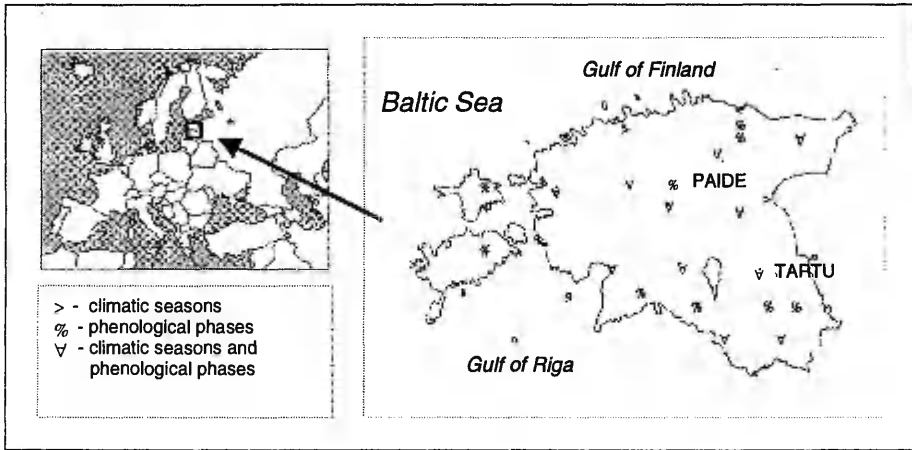 Gulf of Finland
Baltic Sea
PAIDE
TARTU
Gulf of Riga
> - climatic seasons
% - phenological phases
∀ - climatic seasons and
phenological phases